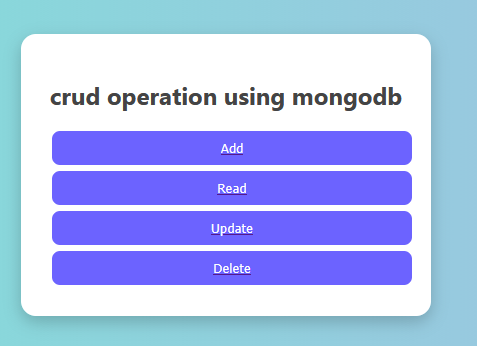 crud operation using mongodb
Add
Read
Update
Delete